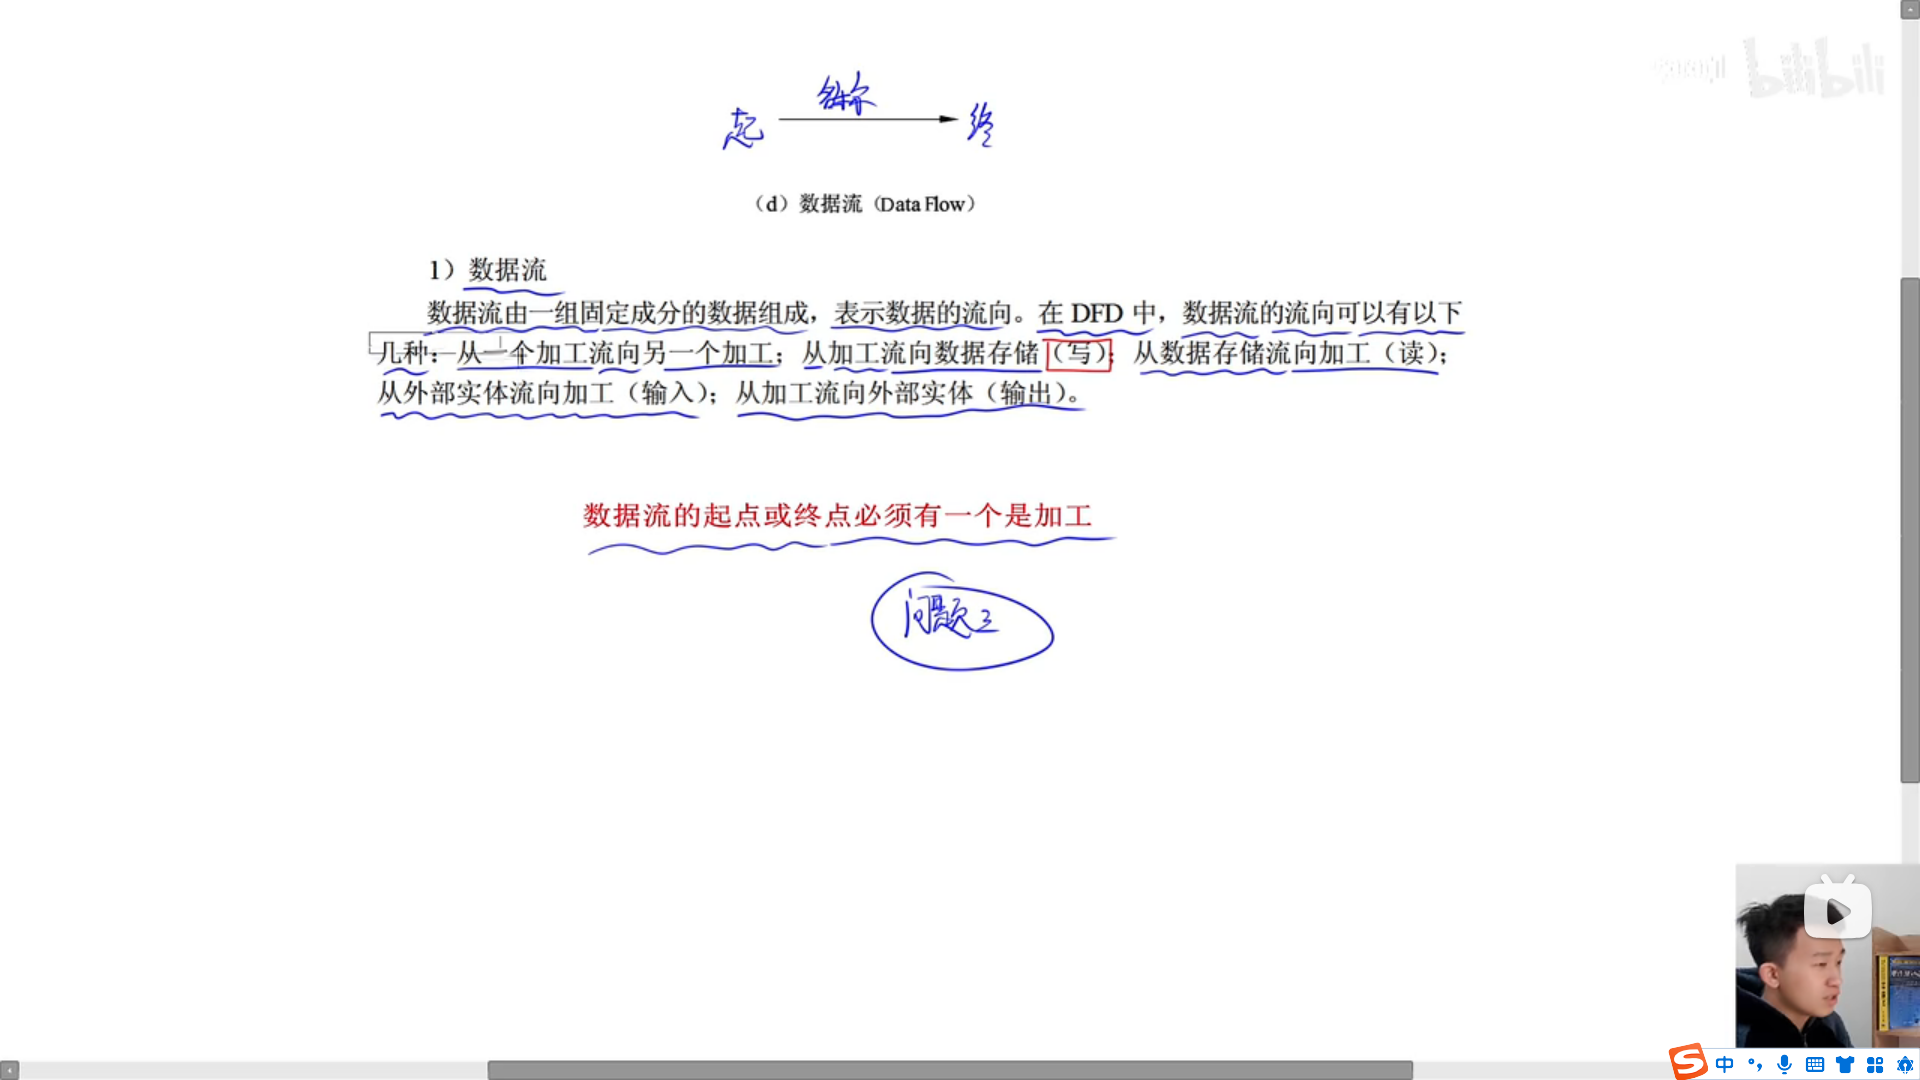 bilibili
名称
起
终
（d）数据流（Data Flow）
1）数据流
数据流由一组固定成分的数据组成，表示数据的流向。在 DFD 中，数据流的流向可以有以下
几种：从一个加工流向另一个加工；从加工流向数据存储（写）；从数据存储流向加工（读）；
从外部实体流向加工（输入）；从加工流向外部实体（输出）。
数据流的起点或终点必须有一个是加工
问题三
中